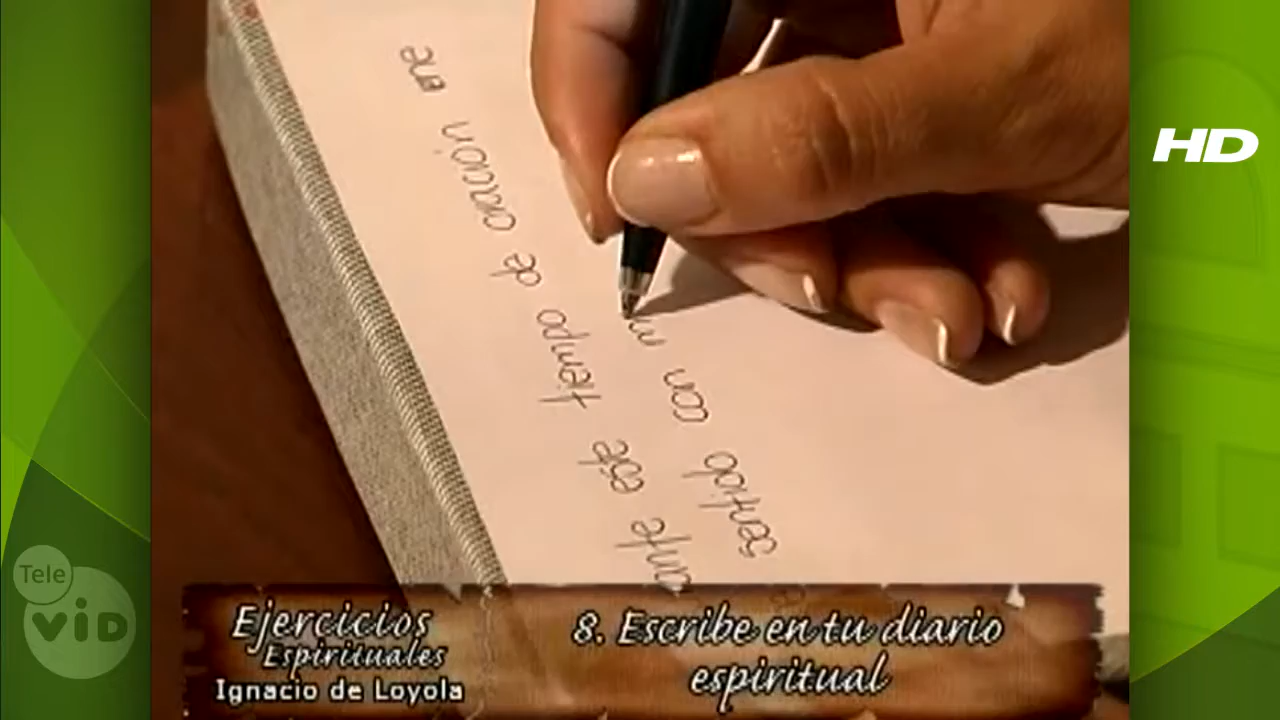 HD
ante este tiempo de oración me
sentido con m
Tele
VID
Ejercicios
Espirituales
Ignacio de Loyola
8. Escribe en tu diario
espiritual